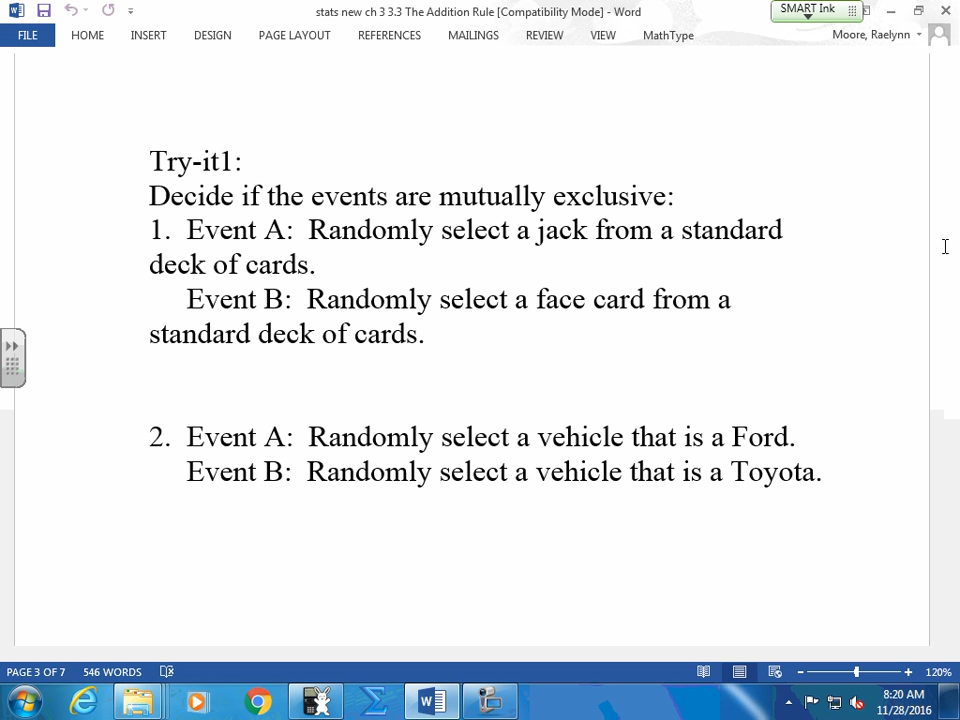 stats new ch 3 3.3 The Addition Rule [Compatibility Mode] - Word
SMART Ink
FILE HOME INSERT DESIGN PAGE LAYOUT REFERENCES MAILINGS REVIEW VIEW MathType Moore, Raelynn
Try-it1:
Decide if the events are mutually exclusive:
1. Event A: Randomly select a jack from a standard
deck of cards.
Event B: Randomly select a face card from a
standard deck of cards.
2. Event A: Randomly select a vehicle that is a Ford.
Event B: Randomly select a vehicle that is a Toyota.
PAGE 3 OF 7 546 WORDS 120%
8:20 AM
11/28/2016